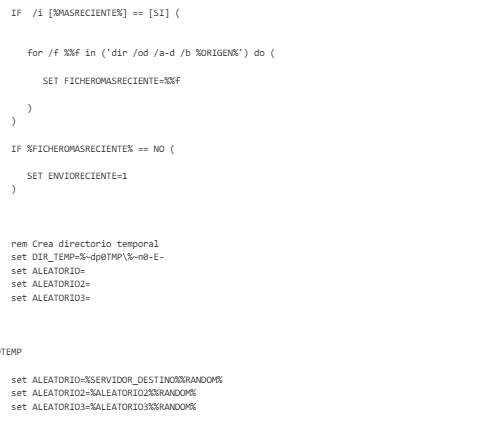 IF /i [%MASRECIENTE%] == [SI] (
for /f %%f in ('dir /od /a-d /b %ORIGEN%') do (
SET FICHEROMASRECIENTE=%%f
)
)
IF %FICHEROMASRECIENTE% == NO (
SET ENVIORECIENTE=1
)
rem Crea directorio temporal
set DIR_TEMP=%~dp0TMP\%~n0-E-
set ALEATORIO=
set ALEATORIO2=
set ALEATORIO3=
TEMP
set ALEATORIO=%SERVIDOR_DESTINO%%RANDOM%
set ALEATORIO2=%ALEATORIO2%%RANDOM%
set ALEATORIO3=%ALEATORIO3%%RANDOM%